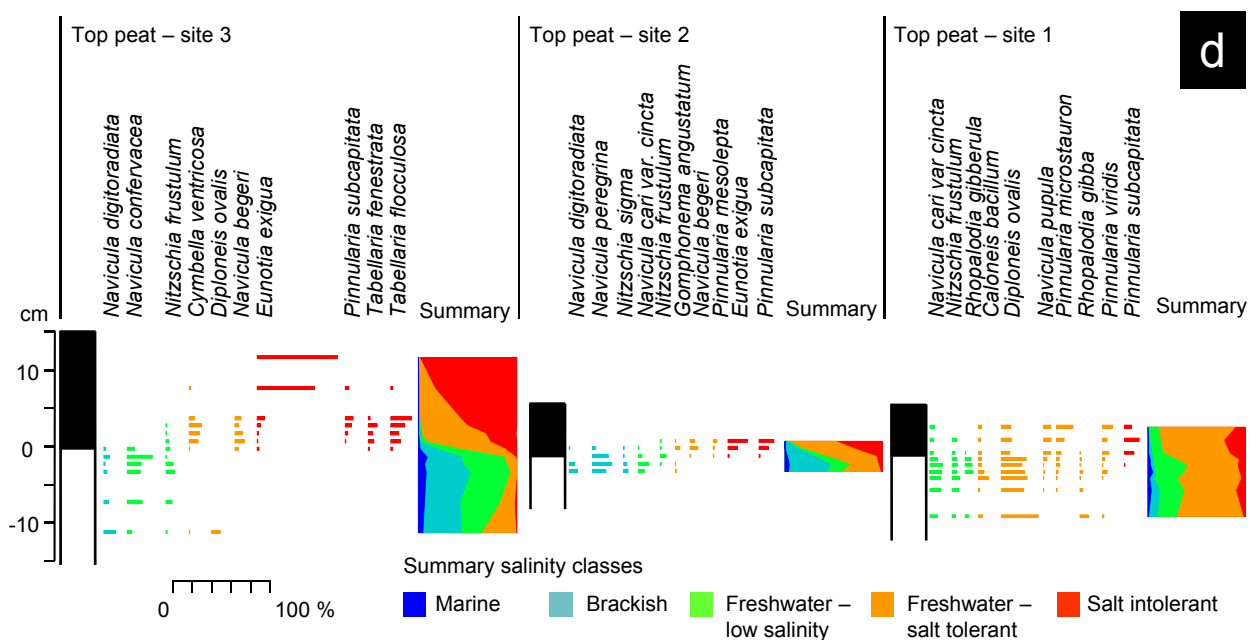 d
Top peat – site 3
Top peat – site 2
Top peat – site 1
Navicula digitoradiata
Navicula confervacea
Nitzschia frustulum
Cymbella ventricosa
Diploneis ovalis
Navicula begeri
Eunotia exigua
Pinnularia subcapitata
Tabellaria fenestrata
Tabellaria flocculosa
Summary
Navicula digitoradiata
Navicula peregrina
Nitzschia sigma
Navicula cari var. cincta
Nitzschia frustulum
Gomphonema angustatum
Navicula begeri
Pinnularia mesolepta
Eunotia exigua
Pinnularia subcapitata
Summary
Navicula cari var cincta
Nitzschia frustulum
Rhopalodia gibberula
Caloneis bacillum
Diploneis ovalis
Navicula pupula
Pinnularia microstauron
Rhopalodia gibba
Pinnularia viridis
Pinnularia subcapitata
Summary
cm
10
0
-10
0 100 %
Summary salinity classes
Marine
Brackish
Freshwater –
low salinity
Freshwater –
salt tolerant
Salt intolerant